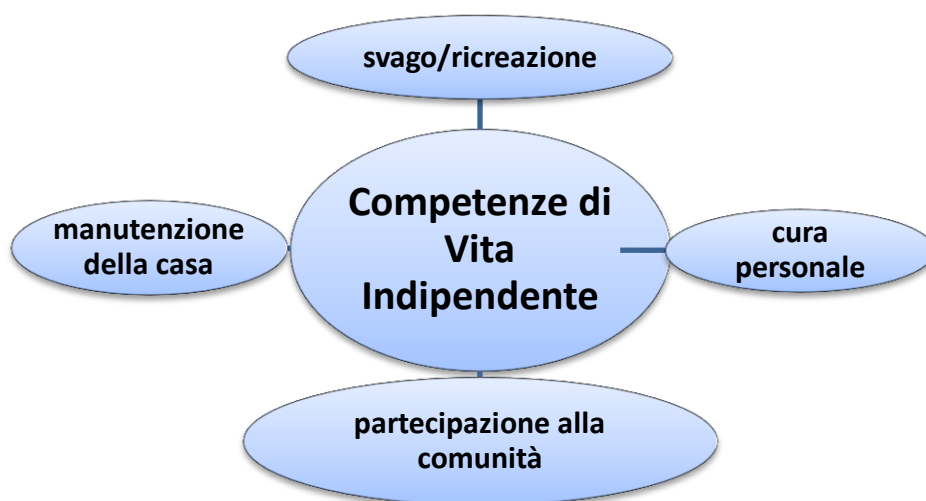 svago/ricreazione
Competenze di
Vita
Indipendente
manutenzione
della casa
cura
personale
partecipazione alla
comunità